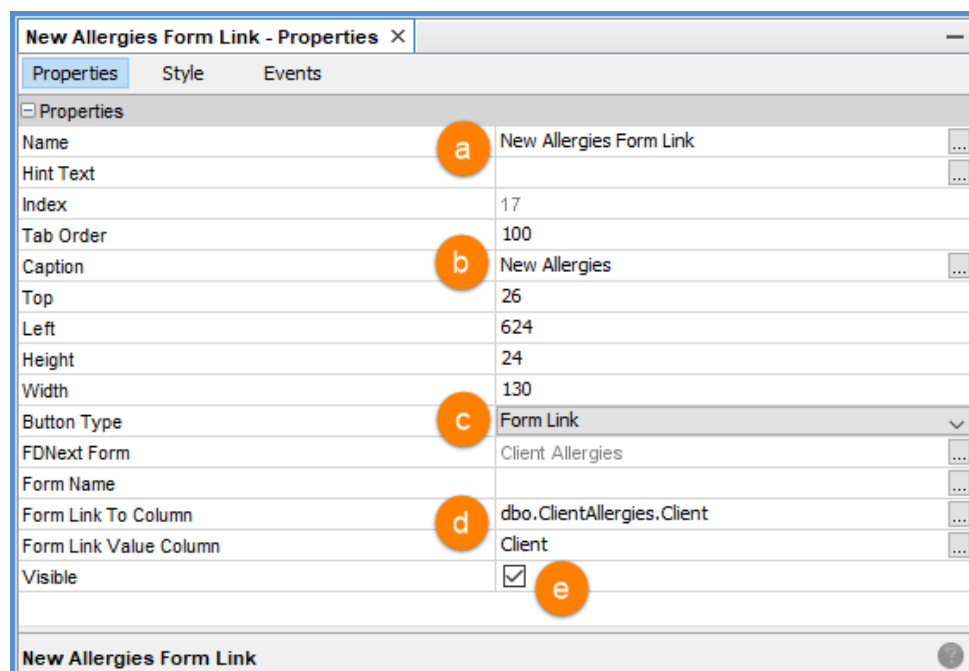 New Allergies Form Link - Properties ×
Properties Style Events
Properties
Name a New Allergies Form Link ...
Hint Text ...
Index 17
Tab Order 100
Caption b New Allergies ...
Top 26
Left 624
Height 24
Width 130
Button Type c Form Link
FDNext Form Client Allergies ...
Form Name ...
Form Link To Column d dbo.ClientAllergies.Client ...
Form Link Value Column Client ...
Visible e
New Allergies Form Link ?